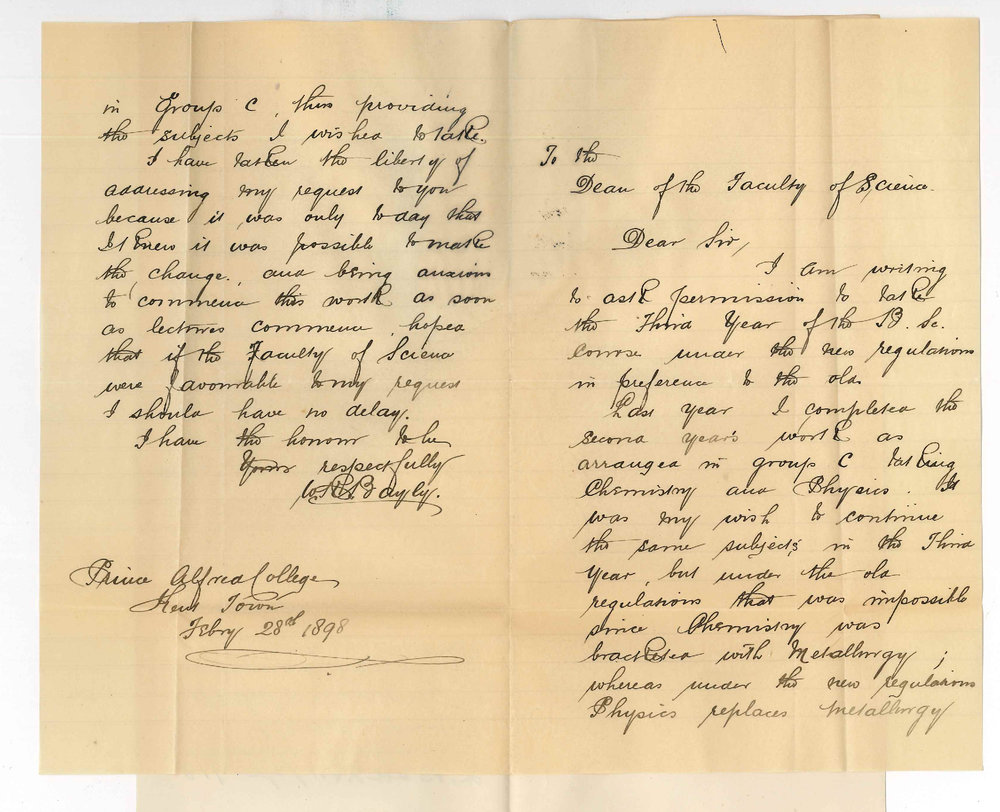 To the
Dean of the Faculty of Science.
Dear Sir,
I am writing
to ask permission to take
the Third Year of the B. Sc.
course under the new regulations
in preference to the old.
Last year I completed the
second year's work as
arranged in group C taking
Chemistry and Physics. It
was my wish to continue
the same subjects in the Third
Year, but under the old
regulations that was impossible
since Chemistry was
bracketed with Metallurgy;
whereas under the new regulations
Physics replaces Metallurgy
in Group C, thus providing
the subjects I wished to take.
I have taken the liberty of
addressing my request to you
because it was only today that
I knew it was possible to make
the change, and being anxious
to commence this work as soon
as lectures commence, hoped
that if the Faculty of Science
were favourable to my request
I should have no delay.
I have the honour to be
Yours respectfully
W. R. Bayly.
Prince Alfred College
Kent Town
Febry 28th 1898